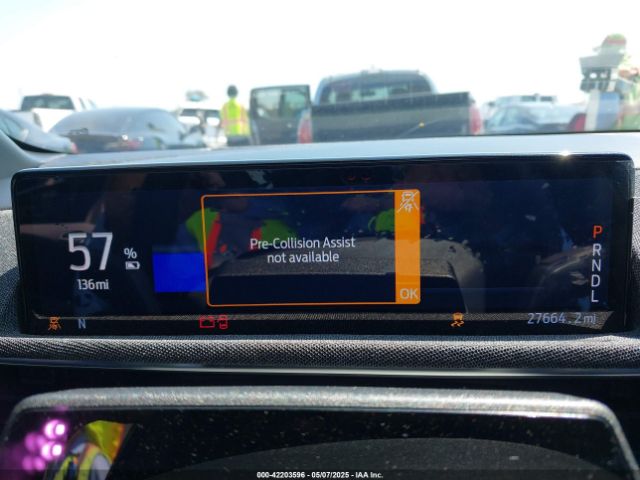 57 %
136mi
Pre-Collision Assist
not available
OK
P
R
N
D
L
N
27664.2 mi
000-42203596 - 05/07/2025 - IAA Inc.